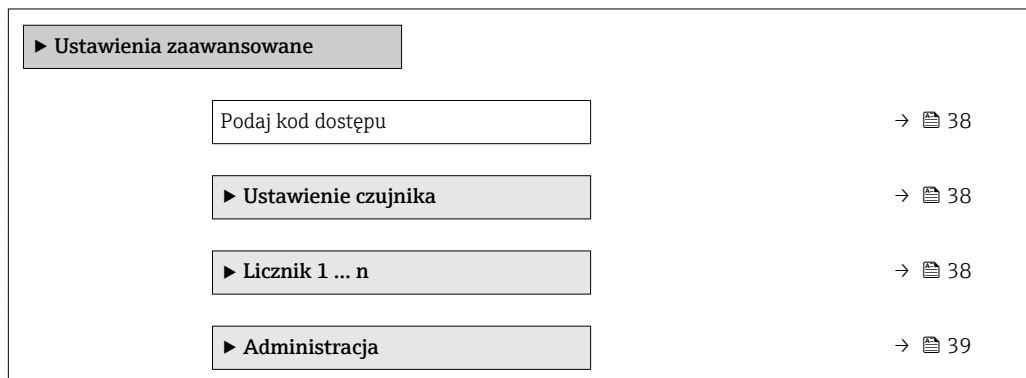 ▶ Ustawienia zaawansowane
Podaj kod dostępu → 38
▶ Ustawienie czujnika → 38
▶ Licznik 1 … n → 38
▶ Administracja → 39